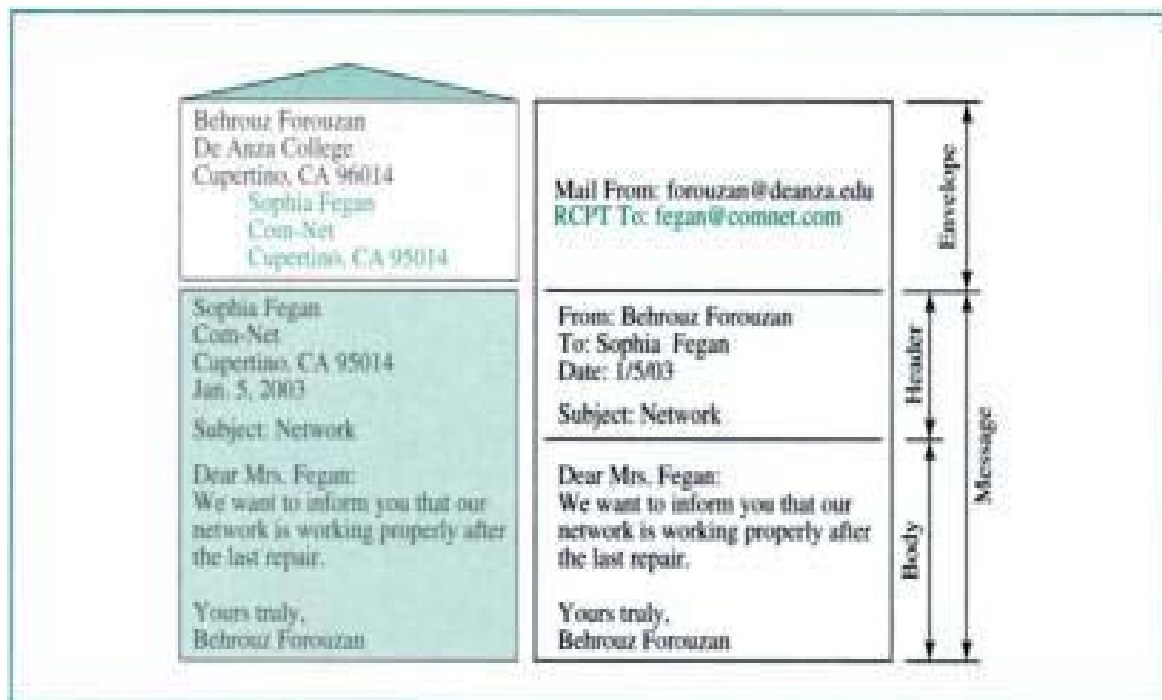 Behrouz Forouzan
De Anza College
Cupertino, CA 96014
Sophia Fegan
Com-Net
Cupertino, CA 95014
Sophia Fegan
Com-Net
Cupertino, CA 95014
Jan. 5, 2003
Subject: Network
Dear Mrs. Fegan:
We want to inform you that our
network is working properly after
the last repair.
Yours truly,
Behrouz Forouzan
Mail From: forouzan@deanza.edu
RCPT To: fegan@comnet.com
From: Behrouz Forouzan
To: Sophia Fegan
Date: 1/5/03
Subject: Network
Dear Mrs. Fegan:
We want to inform you that our
network is working properly after
the last repair.
Yours truly,
Behrouz Forouzan
Envelope
Header
Body
Message